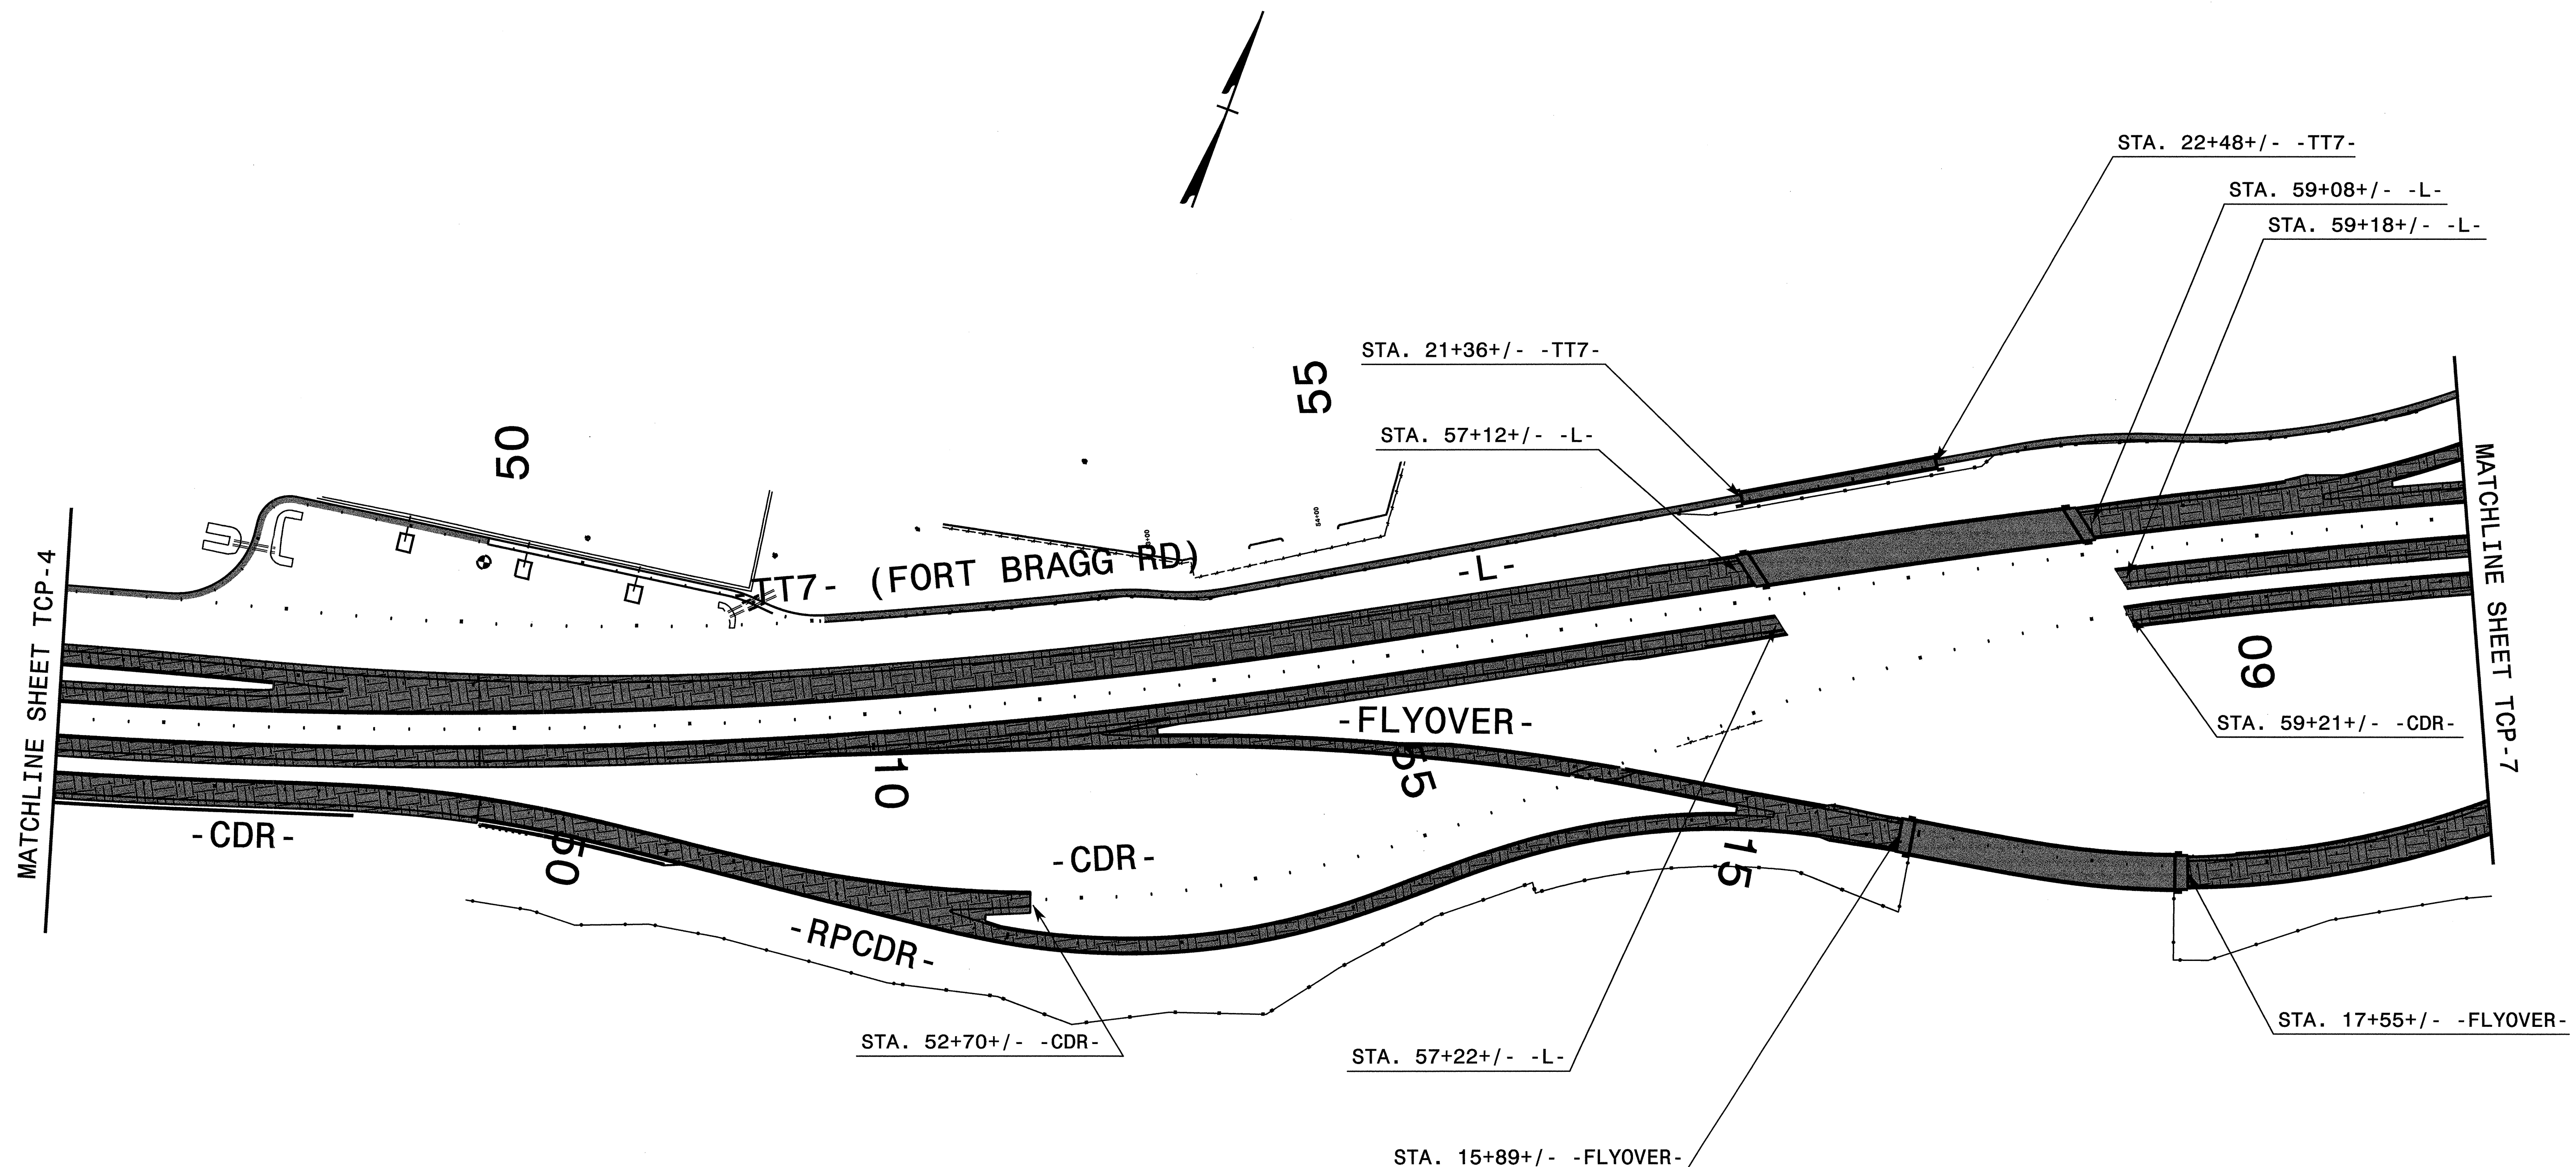 STA. 22+48+/- -TT7-
STA. 59+08+/- -L-
STA. 59+18+/- -L-
STA. 21+36+/- -TT7-
55
STA. 57+12+/- -L-
50
54+00
-TT7- (FORT BRAGG RD)
-L-
MATCHLINE SHEET TCP-4
MATCHLINE SHEET TCP-7
60
STA. 59+21+/- -CDR-
-FLYOVER-
55
10
-CDR-
50
-CDR-
15
-RPCDR-
STA. 17+55+/- -FLYOVER-
STA. 52+70+/- -CDR-
STA. 57+22+/- -L-
STA. 15+89+/- -FLYOVER-